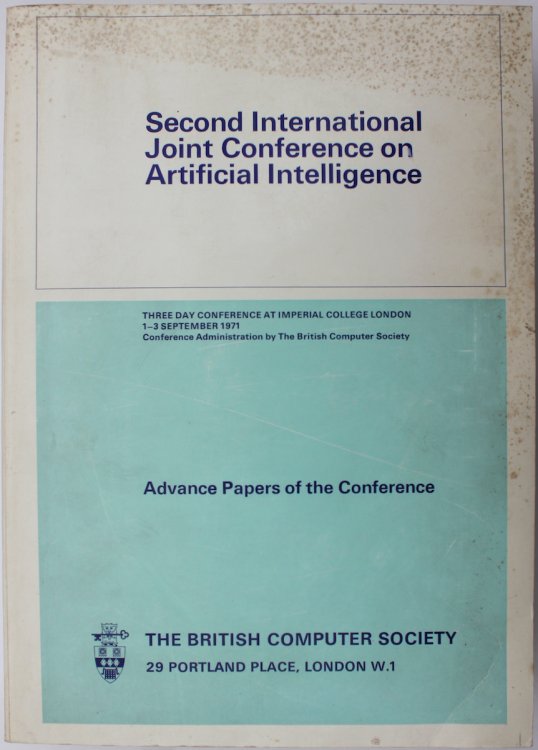 Second International
Joint Conference on
Artificial Intelligence
THREE DAY CONFERENCE AT IMPERIAL COLLEGE LONDON
1–3 SEPTEMBER 1971
Conference Administration by The British Computer Society
Advance Papers of the Conference
THE BRITISH COMPUTER SOCIETY
29 PORTLAND PLACE, LONDON W.1